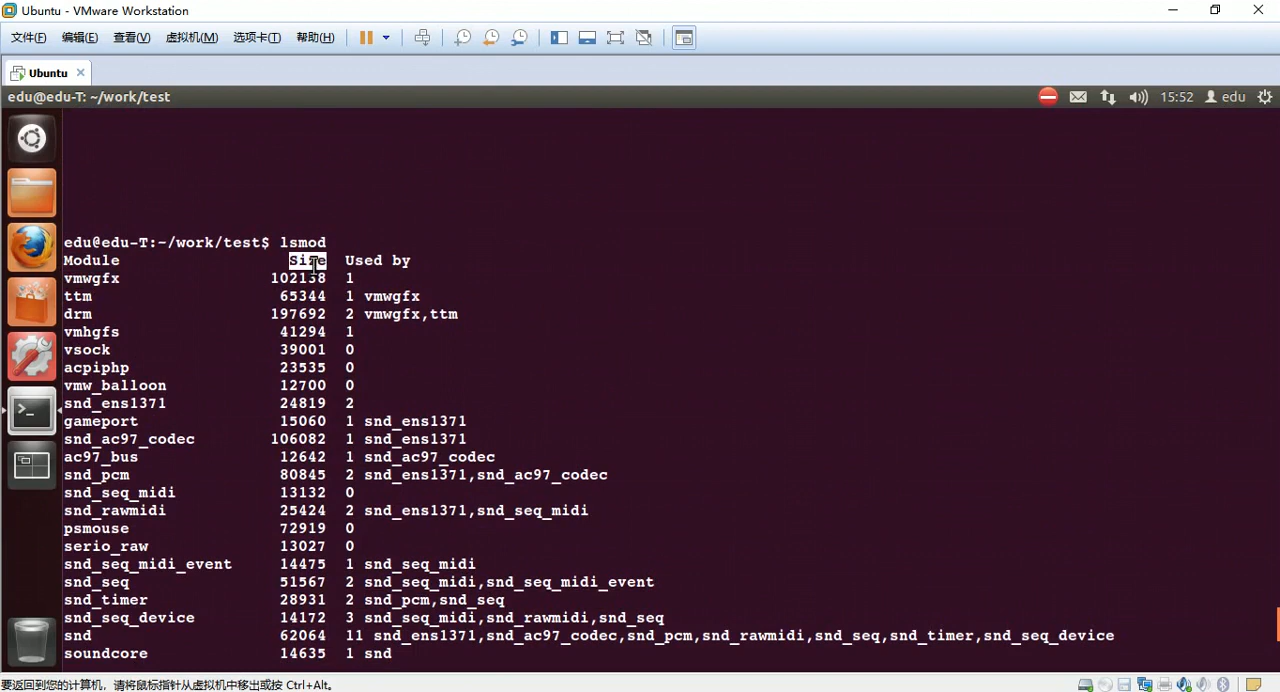 Ubuntu - VMware Workstation
文件(F) 编辑(E) 查看(V) 虚拟机(M) 选项卡(T) 帮助(H)
Ubuntu
edu@edu-T: ~/work/test 15:52 edu
edu@edu-T:~/work/test$ lsmod
Module Size Used by
vmwgfx 102138 1
ttm 65344 1 vmwgfx
drm 197692 2 vmwgfx,ttm
vmhgfs 41294 1
vsock 39001 0
acpiphp 23535 0
vmw_balloon 12700 0
snd_ens1371 24819 2
gameport 15060 1 snd_ens1371
snd_ac97_codec 106082 1 snd_ens1371
ac97_bus 12642 1 snd_ac97_codec
snd_pcm 80845 2 snd_ens1371,snd_ac97_codec
snd_seq_midi 13132 0
snd_rawmidi 25424 2 snd_ens1371,snd_seq_midi
psmouse 72919 0
serio_raw 13027 0
snd_seq_midi_event 14475 1 snd_seq_midi
snd_seq 51567 2 snd_seq_midi,snd_seq_midi_event
snd_timer 28931 2 snd_pcm,snd_seq
snd_seq_device 14172 3 snd_seq_midi,snd_rawmidi,snd_seq
snd 62064 11 snd_ens1371,snd_ac97_codec,snd_pcm,snd_rawmidi,snd_seq,snd_timer,snd_seq_device
soundcore 14635 1 snd
要返回到您的计算机，请将鼠标指针从虚拟机中移出或按 Ctrl+Alt。